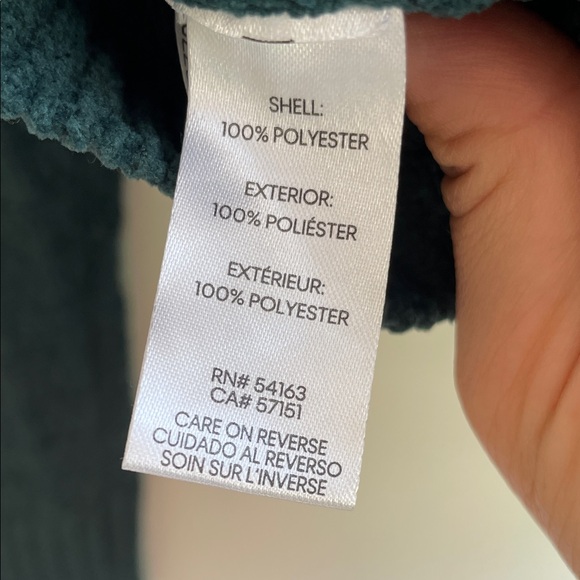 SHELL:
100% POLYESTER
EXTERIOR:
100% POLIÉSTER
EXTÉRIEUR:
100% POLYESTER
RN# 54163
CA# 57151
CARE ON REVERSE
CUIDADO AL REVERSO
SOIN SUR L'INVERSE